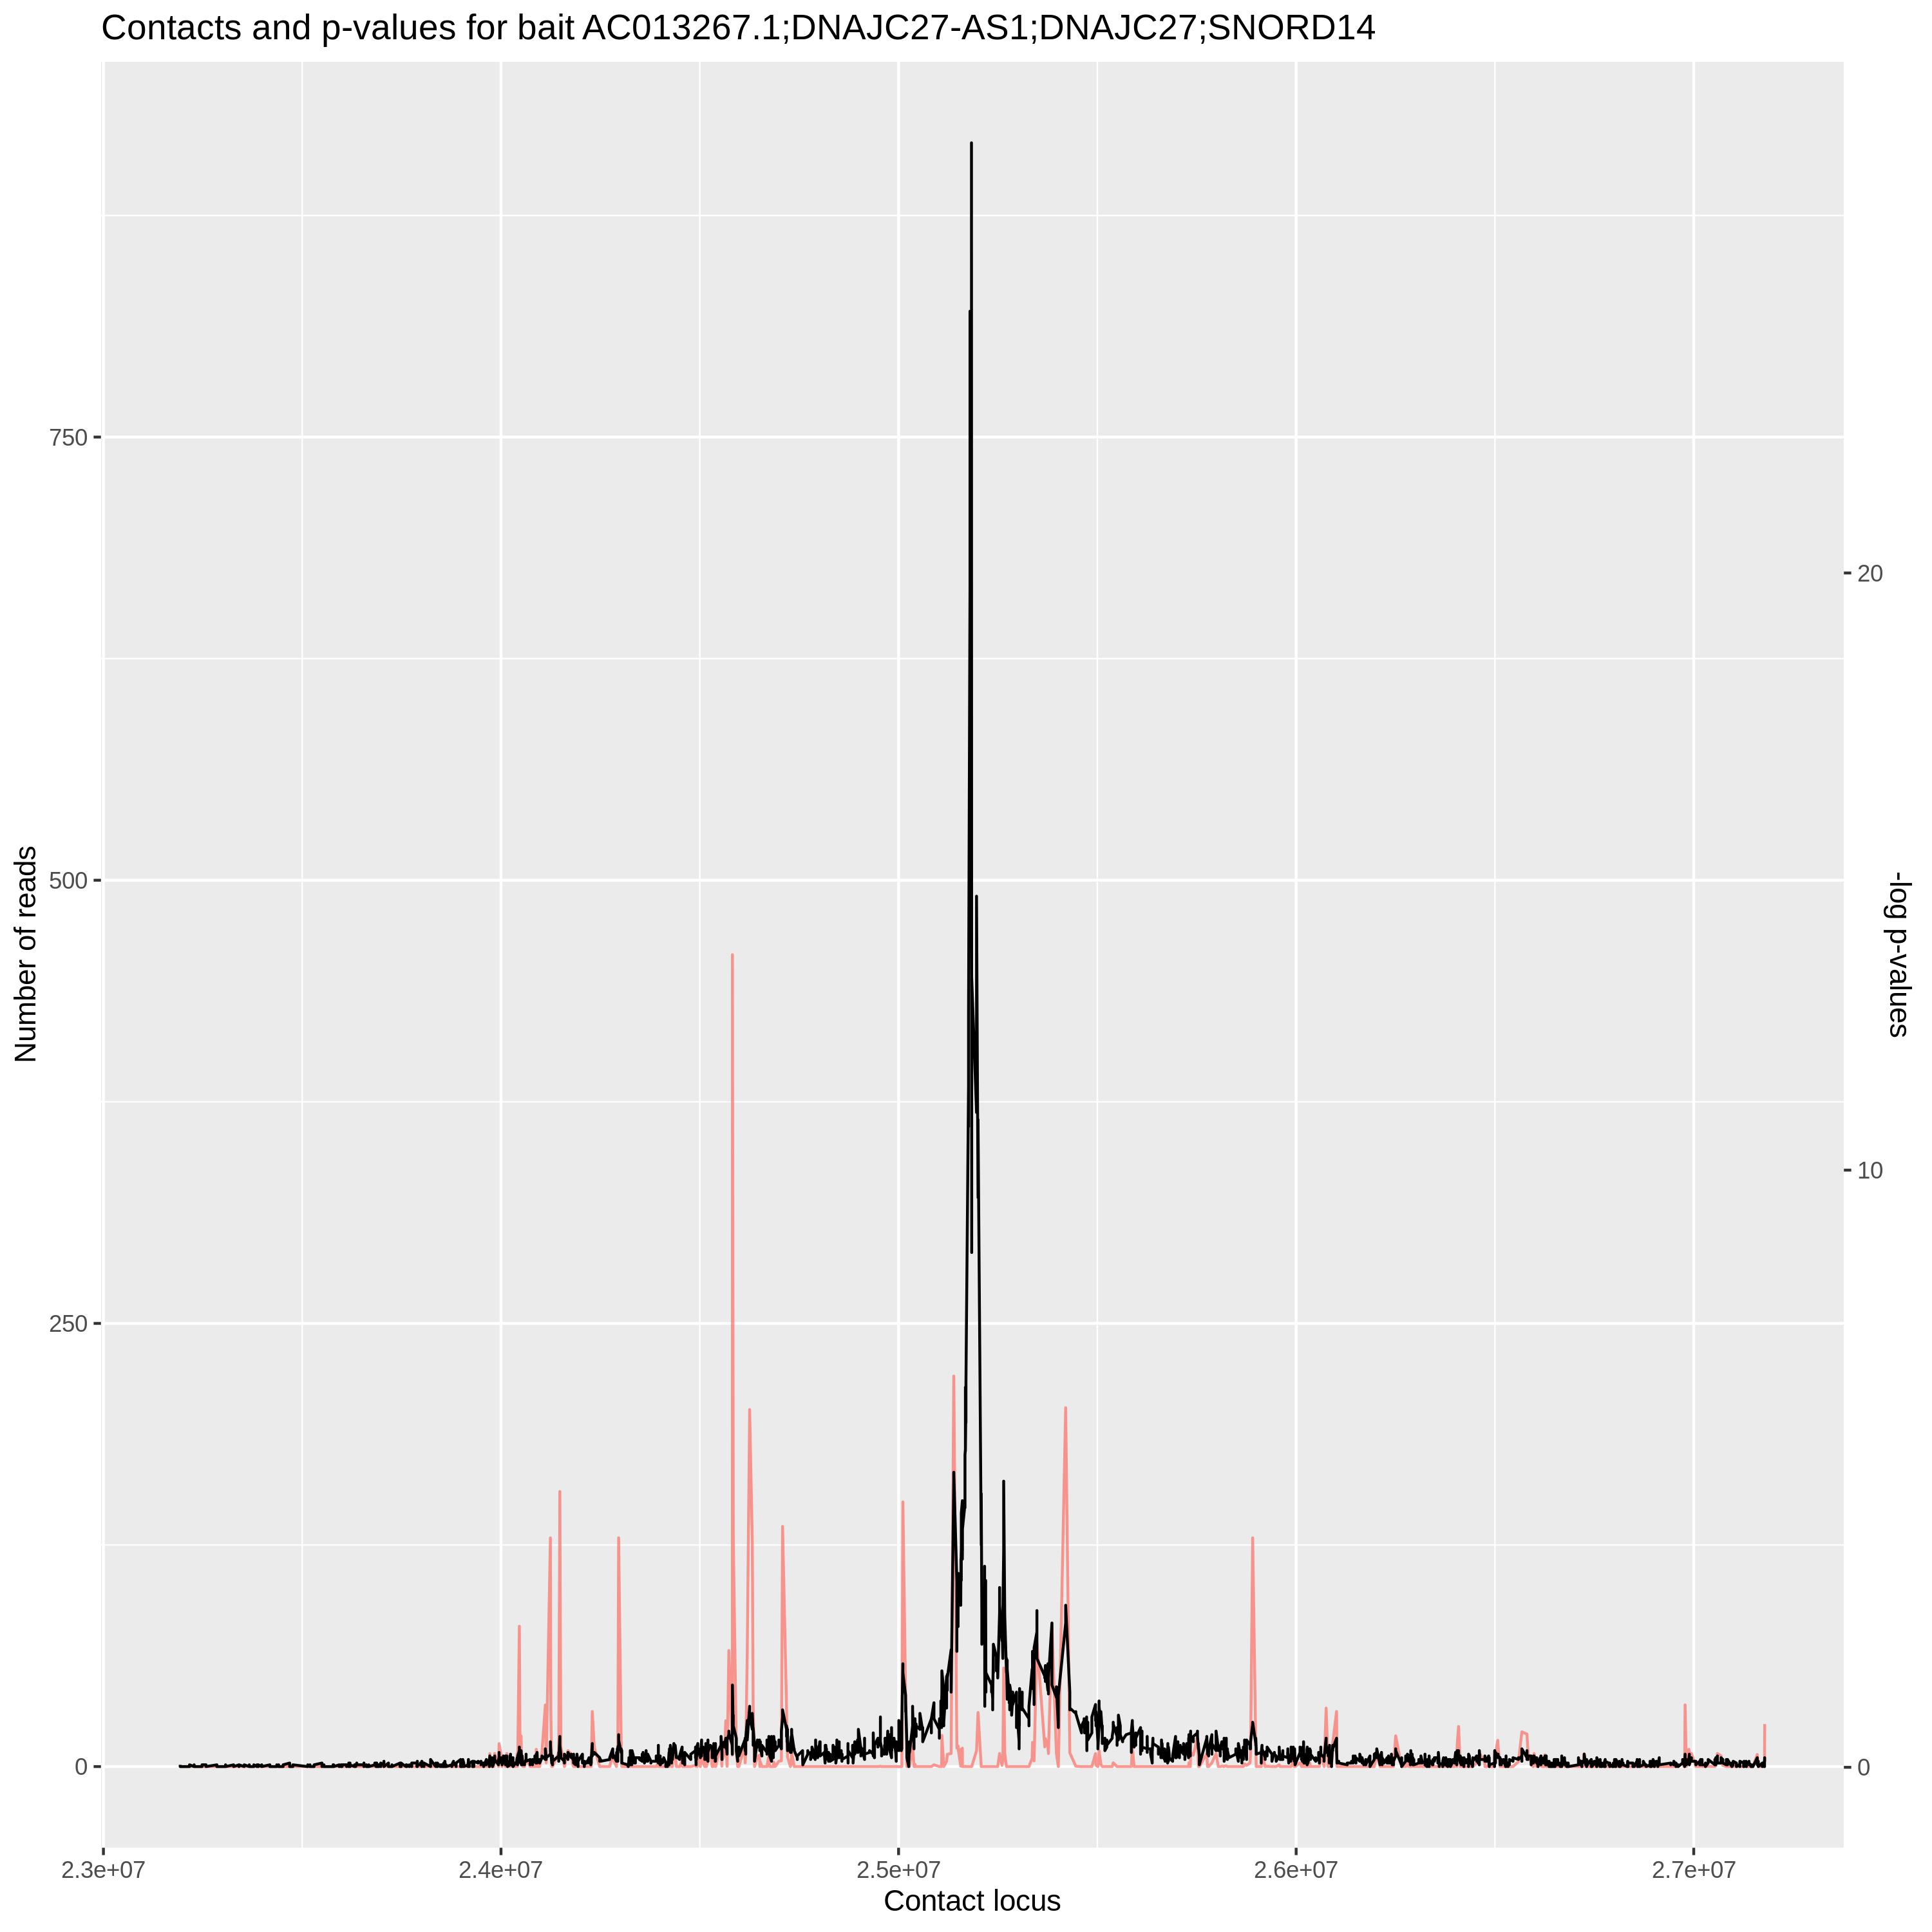 Contacts and p-values for bait AC013267.1;DNAJC27-AS1;DNAJC27;SNORD14
750
500
250
0
Number of reads
20
10
0
-log p-values
2.3e+07 2.4e+07 2.5e+07 2.6e+07 2.7e+07
Contact locus